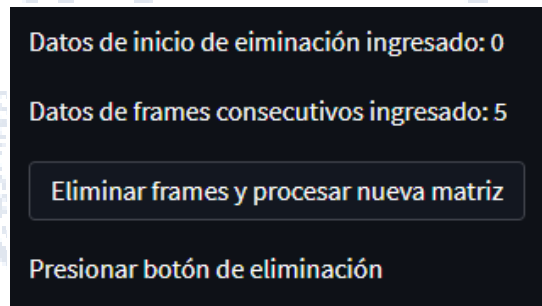 Datos de inicio de eiminación ingresado: 0
Datos de frames consecutivos ingresado: 5
Eliminar frames y procesar nueva matriz
Presionar botón de eliminación